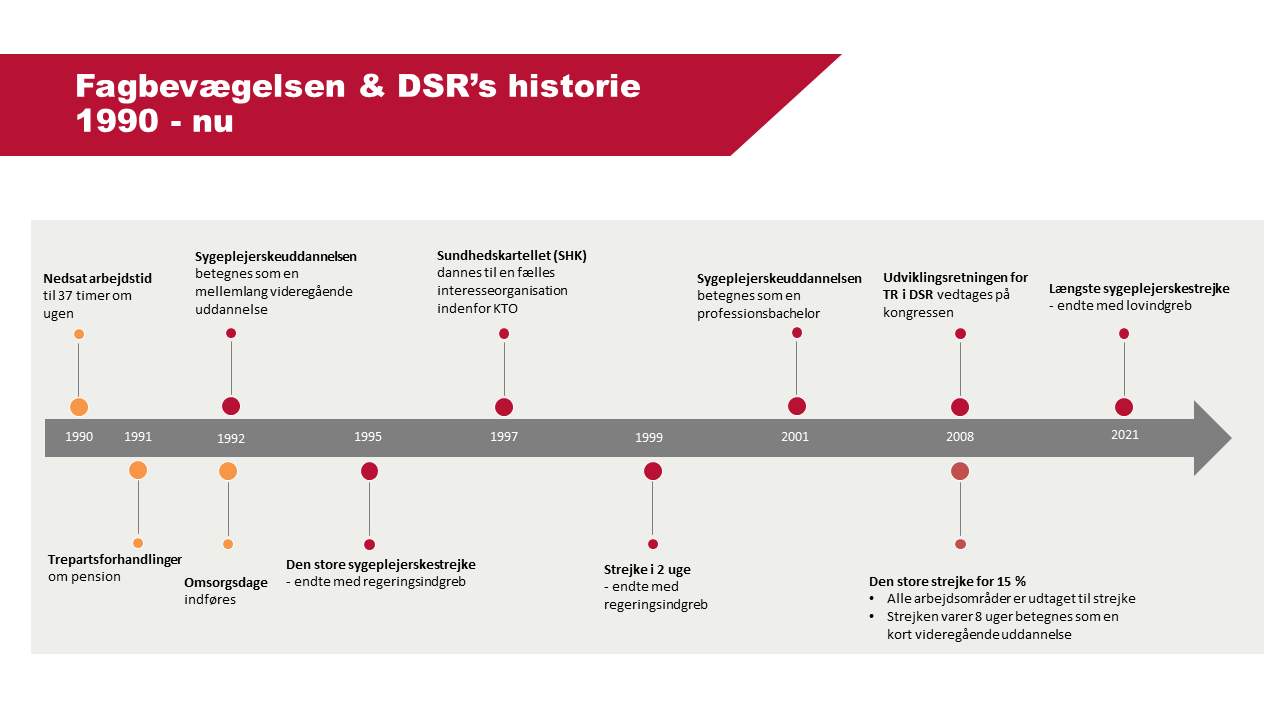 Fagbevægelsen & DSR’s historie
1990 - nu
Nedsat arbejdstid
til 37 timer om
ugen
Sygeplejerskeuddannelsen
betegnes som en
mellemlang videregående
uddannelse
Sundhedskartellet (SHK)
dannes til en fælles
interesseorganisation
indenfor KTO
Sygeplejerskeuddannelsen
betegnes som en
professionsbachelor
Udviklingsretningen for
TR i DSR vedtages på
kongressen
Længste sygeplejerskestrejke
- endte med lovindgreb
1990 1991 1992 1995 1997 1999 2001 2008 2021
Trepartsforhandlinger
om pension
Omsorgsdage
indføres
Den store sygeplejerskestrejke
- endte med regeringsindgreb
Strejke i 2 uge
- endte med
regeringsindgreb
Den store strejke for 15 %
• Alle arbejdsområder er udtaget til strejke
• Strejken varer 8 uger betegnes som en
kort videregående uddannelse